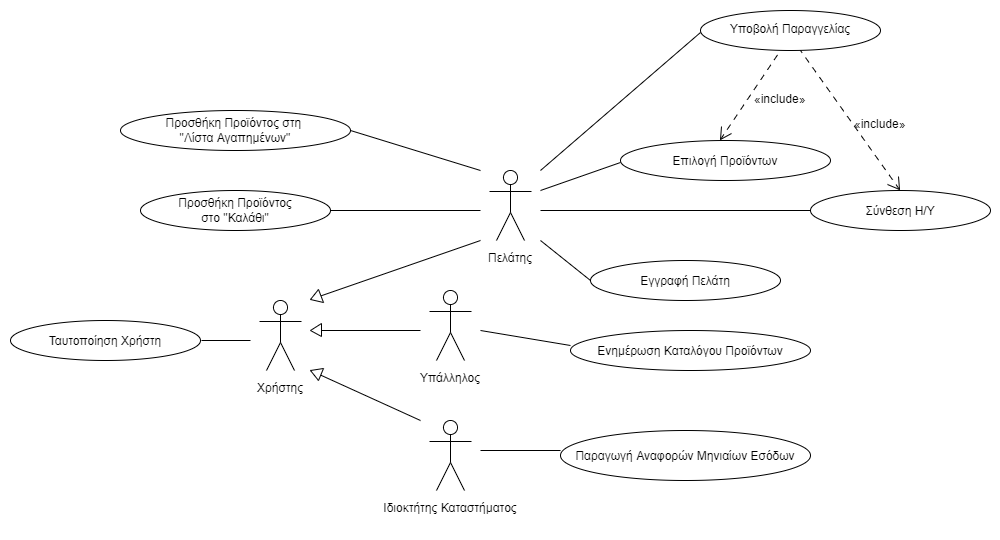 Υποβολή Παραγγελίας
«include»
«include»
Προσθήκη Προϊόντος στη
"Λίστα Αγαπημένων"
Επιλογή Προϊόντων
Προσθήκη Προϊόντος
στο "Καλάθι"
Σύνθεση Η/Υ
Πελάτης
Εγγραφή Πελάτη
Ταυτοποίηση Χρήστη
Χρήστης
Υπάλληλος
Ενημέρωση Καταλόγου Προϊόντων
Παραγωγή Αναφορών Μηνιαίων Εσόδων
Ιδιοκτήτης Καταστήματος